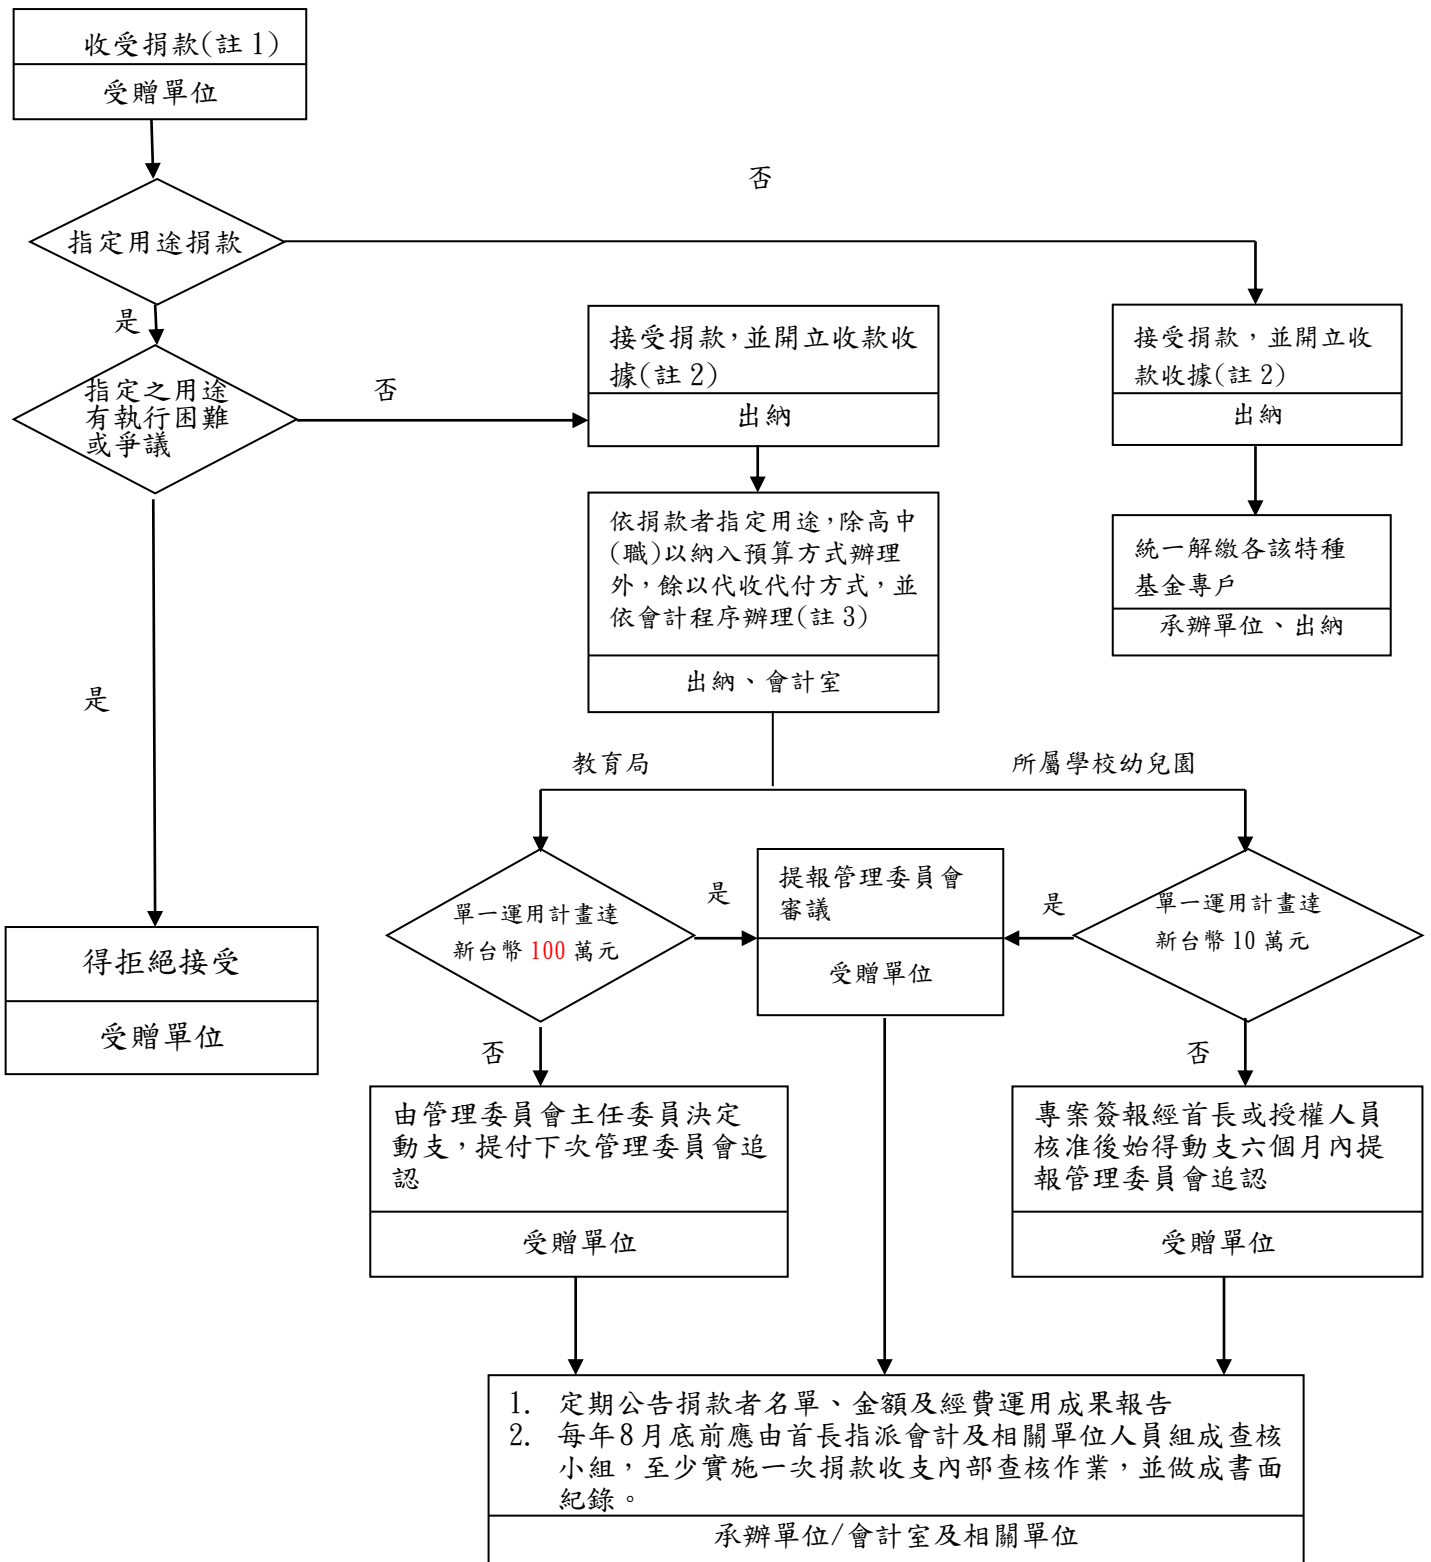 收受捐款(註 1)
受贈單位
否
指定用途捐款
是
指定之用途
有執行困難
或爭議
否
接受捐款,並開立收款收
據(註 2)
出納
接受捐款，並開立收
款收據(註 2)
出納
依捐款者指定用途，除高中
(職)以納入預算方式辦理
外，餘以代收代付方式，並
依會計程序辦理(註 3)
出納、會計室
統一解繳各該特種
基金專戶
承辦單位、出納
是
教育局
所屬學校幼兒園
單一運用計畫達
新台幣 100 萬元
是
提報管理委員會
審議
受贈單位
是
單一運用計畫達
新台幣 10 萬元
得拒絕接受
受贈單位
否
否
由管理委員會主任委員決定
動支，提付下次管理委員會追
認
受贈單位
專案簽報經首長或授權人員
核准後始得動支六個月內提
報管理委員會追認
受贈單位
1. 定期公告捐款者名單、金額及經費運用成果報告
2. 每年8月底前應由首長指派會計及相關單位人員組成查核
小組，至少實施一次捐款收支內部查核作業，並做成書面
紀錄。
承辦單位/會計室及相關單位